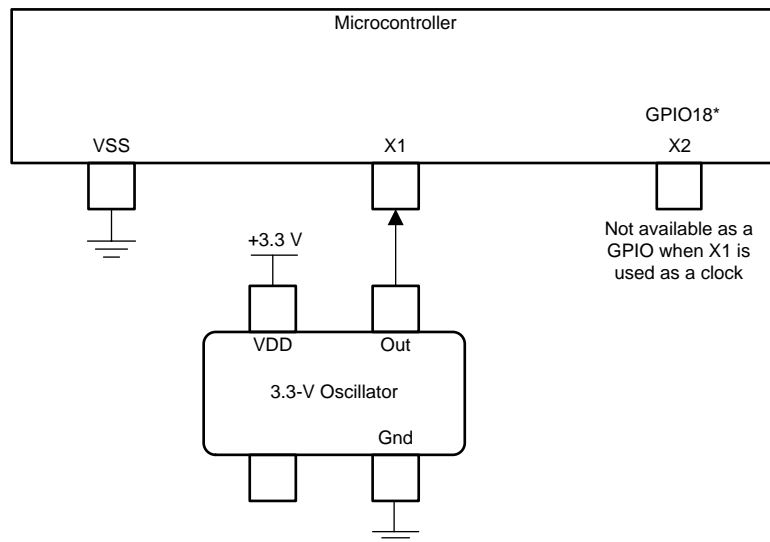 Microcontroller
GPIO18*
VSS
X1
X2
Not available as a
GPIO when X1 is
used as a clock
+3.3 V
VDD
Out
3.3-V Oscillator
Gnd